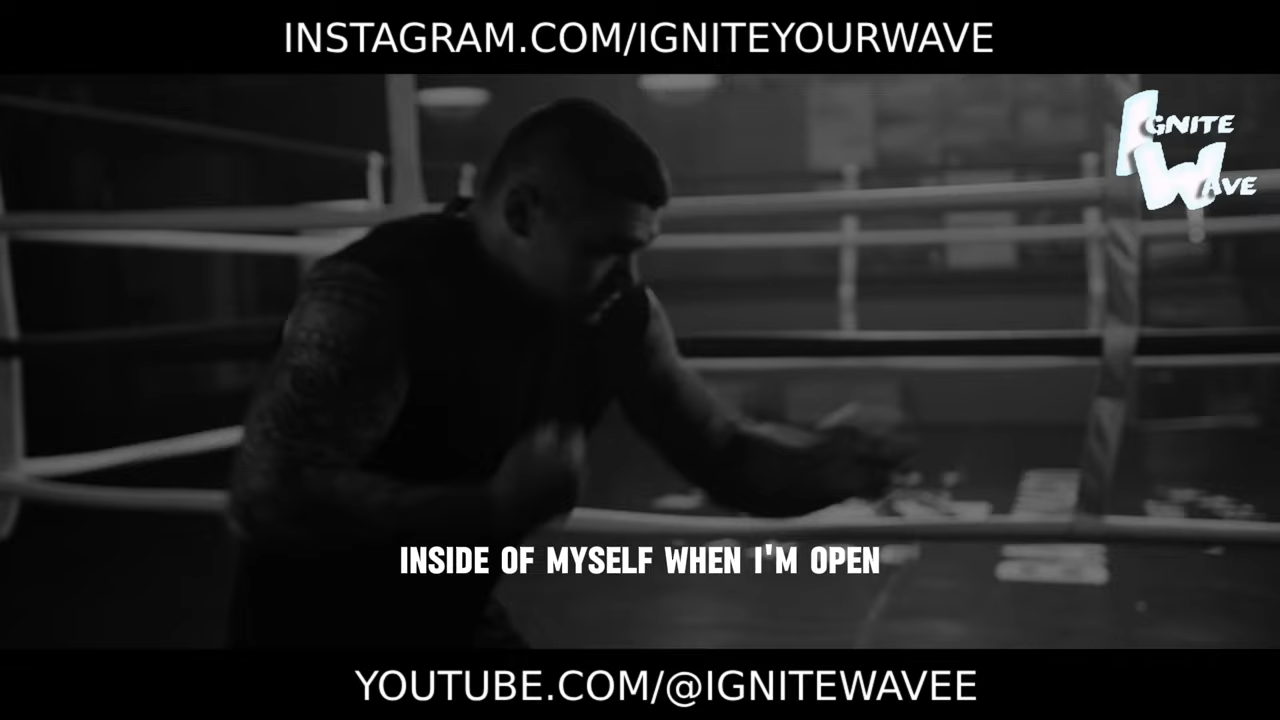 INSTAGRAM.COM/IGNITEYOURWAVE
IGNITE
WAVE
INSIDE OF MYSELF WHEN I'M OPEN
YOUTUBE.COM/@IGNITEWAVEE